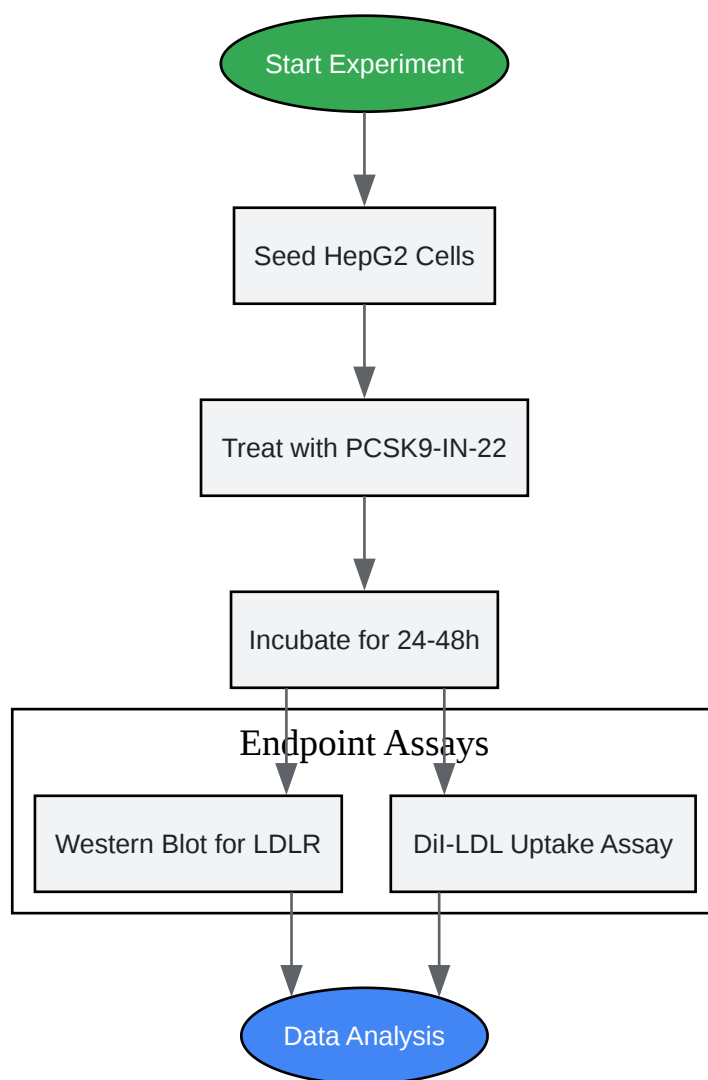 Start Experiment
Seed HepG2 Cells
Treat with PCSK9-IN-22
Incubate for 24-48h
Endpoint Assays
Western Blot for LDLR
DiI-LDL Uptake Assay
Data Analysis